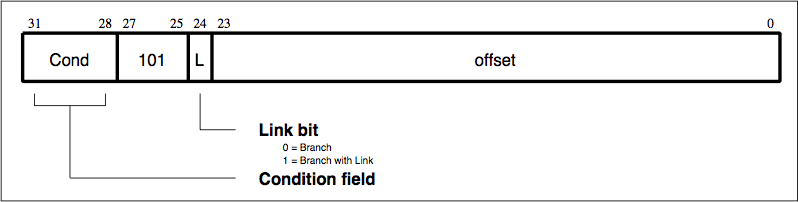 31 28 27 25 24 23 0
Cond 101 L offset
Link bit
0 = Branch
1 = Branch with Link
Condition field